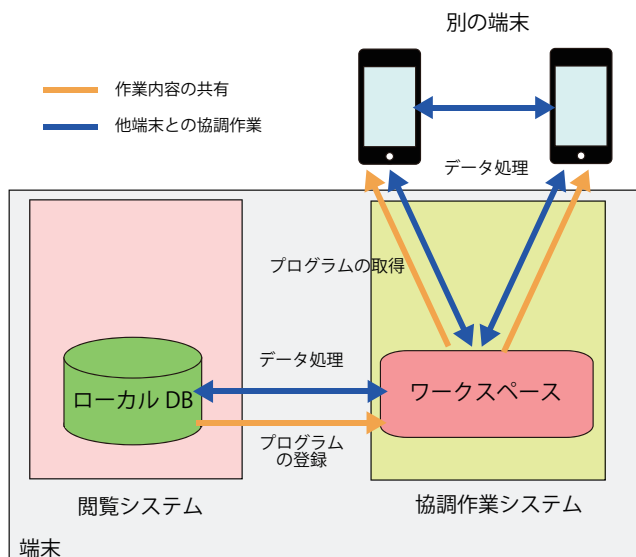 別の端末
作業内容の共有
他端末との協調作業
データ処理
プログラムの取得
データ処理
ローカル DB
ワークスペース
プログラム
の登録
閲覧システム
協調作業システム
端末